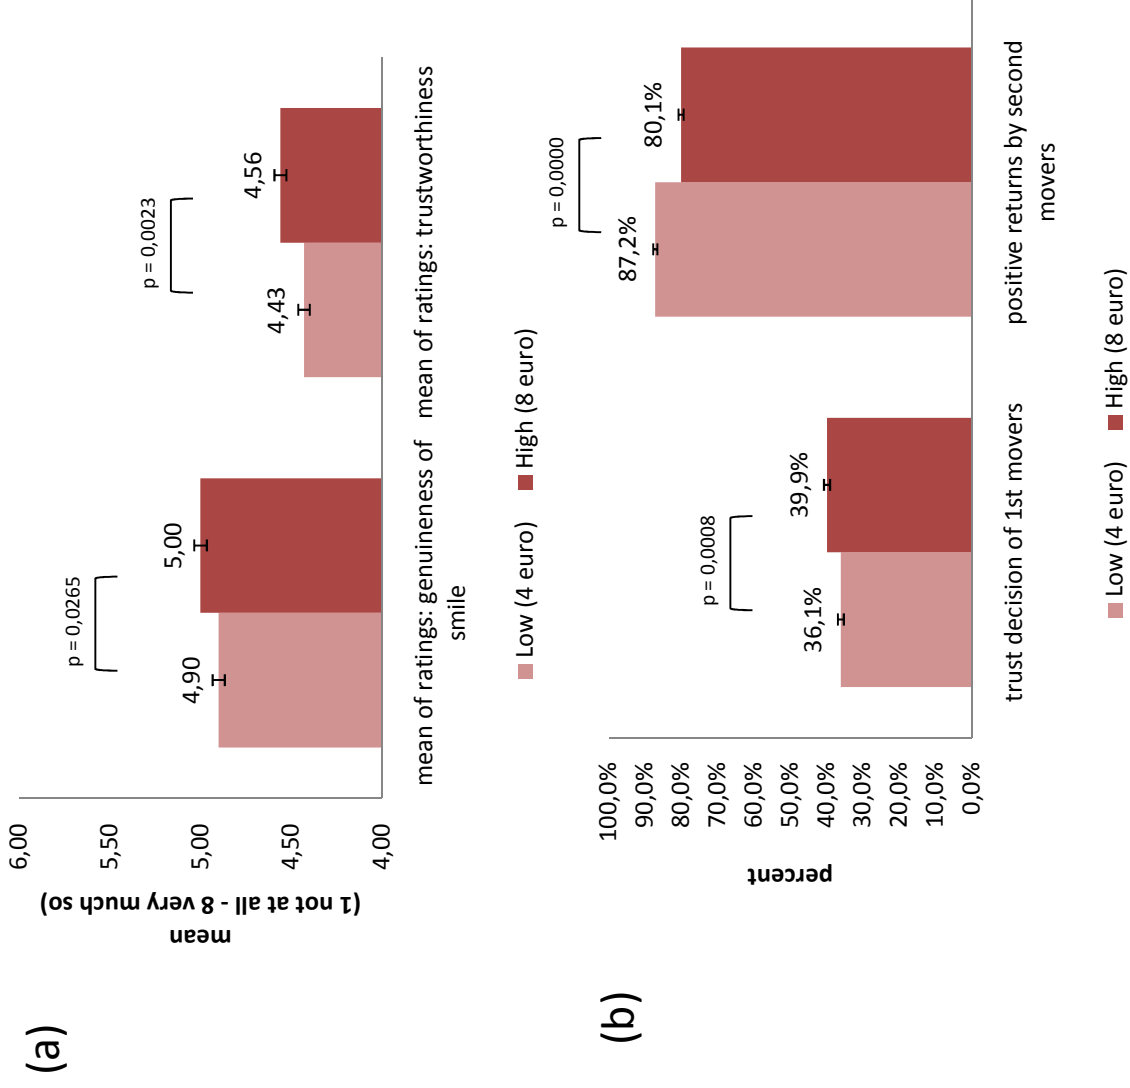 (a)
mean
(1 not at all - 8 very much so)
6,00
5,50
5,00
4,50
4,00
p = 0,0265
4,90
5,00
p = 0,0023
4,43
4,56
mean of ratings: genuineness of
smile
mean of ratings: trustworthiness
Low (4 euro)
High (8 euro)
(b)
percent
100,0%
90,0%
80,0%
70,0%
60,0%
50,0%
40,0%
30,0%
20,0%
10,0%
0,0%
p = 0,0008
36,1%
39,9%
p = 0,0000
87,2%
80,1%
trust decision of 1st movers
positive returns by second
movers
Low (4 euro)
High (8 euro)